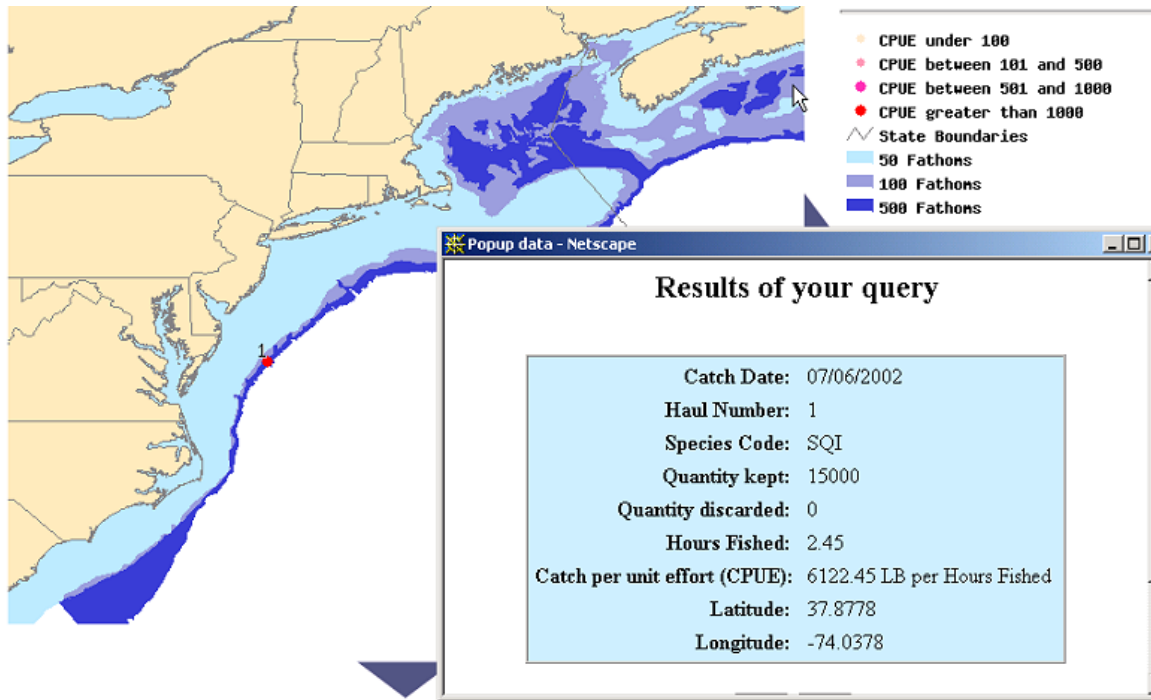 CPUE under 100
CPUE between 101 and 500
CPUE between 501 and 1000
CPUE greater than 1000
State Boundaries
50 Fathoms
100 Fathoms
500 Fathoms
1
Popup data - Netscape
Results of your query
Catch Date: 07/06/2002
Haul Number: 1
Species Code: SQI
Quantity kept: 15000
Quantity discarded: 0
Hours Fished: 2.45
Catch per unit effort (CPUE): 6122.45 LB per Hours Fished
Latitude: 37.8778
Longitude: -74.0378